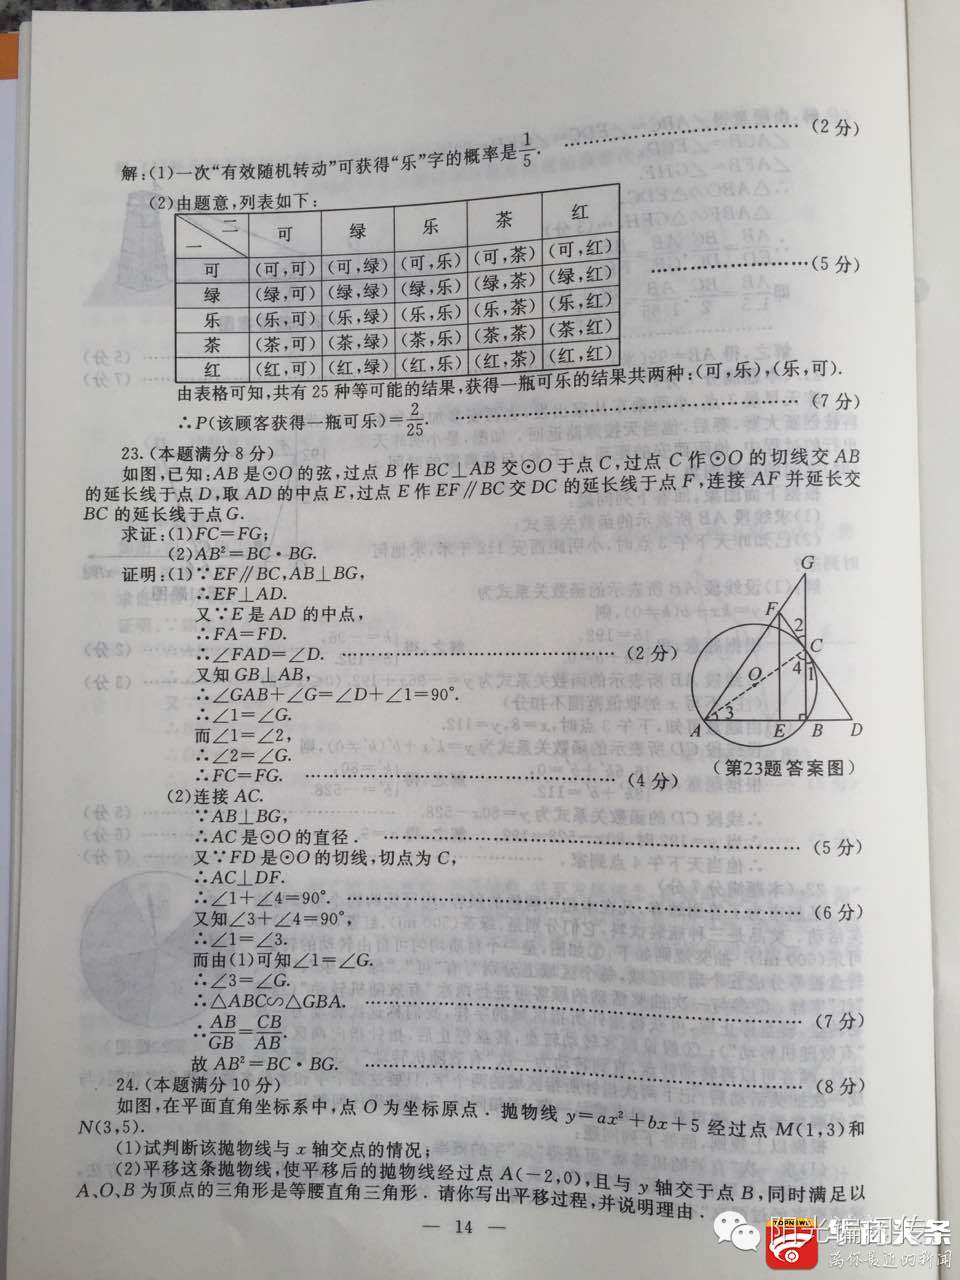 解:(1)一次“有效随机转动”可获得“乐”字的概率是1/5. ……(2分)
(2)由题意,列表如下:
一 二 可 绿 乐 茶 红
可 (可,可) (可,绿) (可,乐) (可,茶) (可,红)
绿 (绿,可) (绿,绿) (绿,乐) (绿,茶) (绿,红)
……(5分)
乐 (乐,可) (乐,绿) (乐,乐) (乐,茶) (乐,红)
茶 (茶,可) (茶,绿) (茶,乐) (茶,茶) (茶,红)
红 (红,可) (红,绿) (红,乐) (红,茶) (红,红)
由表格可知,共有25种等可能的结果,获得一瓶可乐的结果共两种:(可,乐),(乐,可).
∴P(该顾客获得一瓶可乐)=2/25. ……(7分)
23.(本题满分8分)
如图,已知:AB是⊙O的弦,过点B作BC⊥AB交⊙O于点C,过点C作⊙O的切线交AB
的延长线于点D,取AD的中点E,过点E作EF∥BC交DC的延长线于点F,连接AF并延长交
BC的延长线于点G.
求证:(1)FC=FG;
(2)AB²=BC·BG.
证明:(1)∵EF∥BC,AB⊥BG,
∴EF⊥AD.
又∵E是AD的中点,
∴FA=FD.
∴∠FAD=∠D. ……(2分)
又知GB⊥AB,
∴∠GAB+∠G=∠D+∠1=90°.
∴∠1=∠G.
而∠1=∠2,
∴∠2=∠G.
∴FC=FG. ……(4分)
G
F
2
C
4
1
O
3
A E B D
(第23题答案图)
(2)连接AC.
∵AB⊥BG,
∴AC是⊙O的直径. ……(5分)
又∵FD是⊙O的切线,切点为C,
∴AC⊥DF.
∴∠1+∠4=90°. ……(6分)
又知∠3+∠4=90°,
∴∠1=∠3.
而由(1)可知∠1=∠G.
∴∠3=∠G.
∴△ABC∽△GBA. ……(7分)
∴AB/GB=CB/AB.
故AB²=BC·BG. ……(8分)
24.(本题满分10分)
如图,在平面直角坐标系中,点O为坐标原点.抛物线y=ax²+bx+5经过点M(1,3)和
N(3,5).
(1)试判断该抛物线与x轴交点的情况;
(2)平移这条抛物线,使平移后的抛物线经过点A(-2,0),且与y轴交于点B,同时满足以
A、O、B为顶点的三角形是等腰直角三角形.请你写出平移过程,并说明理由.
— 14 —
TOPNEWS
头条